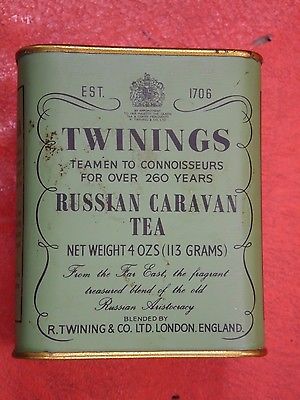 EST. 1706
BY APPOINTMENT
TWININGS
TEAMEN TO CONNOISSEURS
FOR OVER 260 YEARS
RUSSIAN CARAVAN
TEA
NET WEIGHT 4 OZS (113 GRAMS)
From the Far East, the fragrant
treasured blend of the old
Russian Aristocracy
BLENDED BY
R. TWINING & CO. LTD. LONDON, ENGLAND.